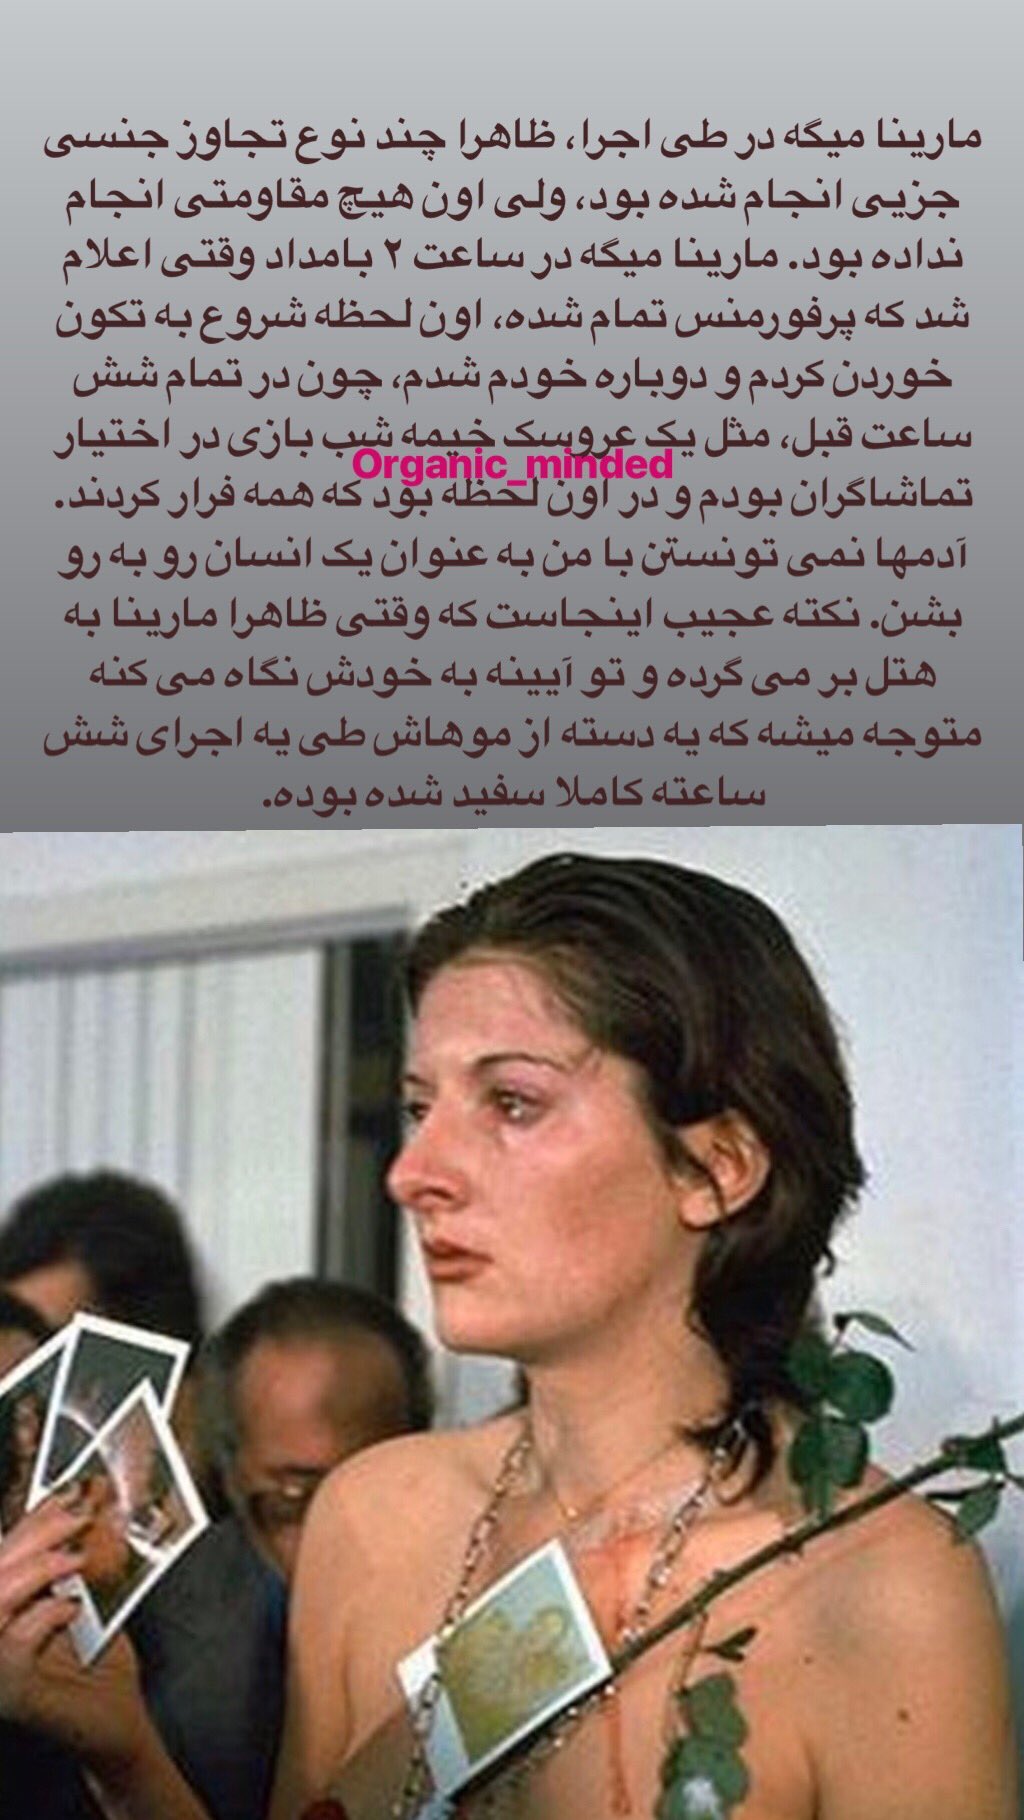 مارینا میگه در طی اجرا، ظاهرا چند نوع تجاوز جنسی
جزیی انجام شده بود، ولی اون هیچ مقاومتی انجام
نداده بود. مارینا میگه در ساعت ۲ بامداد وقتی اعلام
شد که پرفورمنس تمام شده، اون لحظه شروع به تکون
خوردن کردم و دوباره خودم شدم، چون در تمام شش
ساعت قبل، مثل یک عروسک خیمه شب بازی در اختیار
Organic_minded
تماشاگران بودم و در اون لحظه بود که همه فرار کردند.
آدمها نمی تونستن با من به عنوان یک انسان رو به رو
بشن. نکته عجیب اینجاست که وقتی ظاهرا مارینا به
هتل بر می گرده و تو آیینه به خودش نگاه می کنه
متوجه میشه که یه دسته از موهاش طی یه اجرای شش
ساعته کاملا سفید شده بوده.